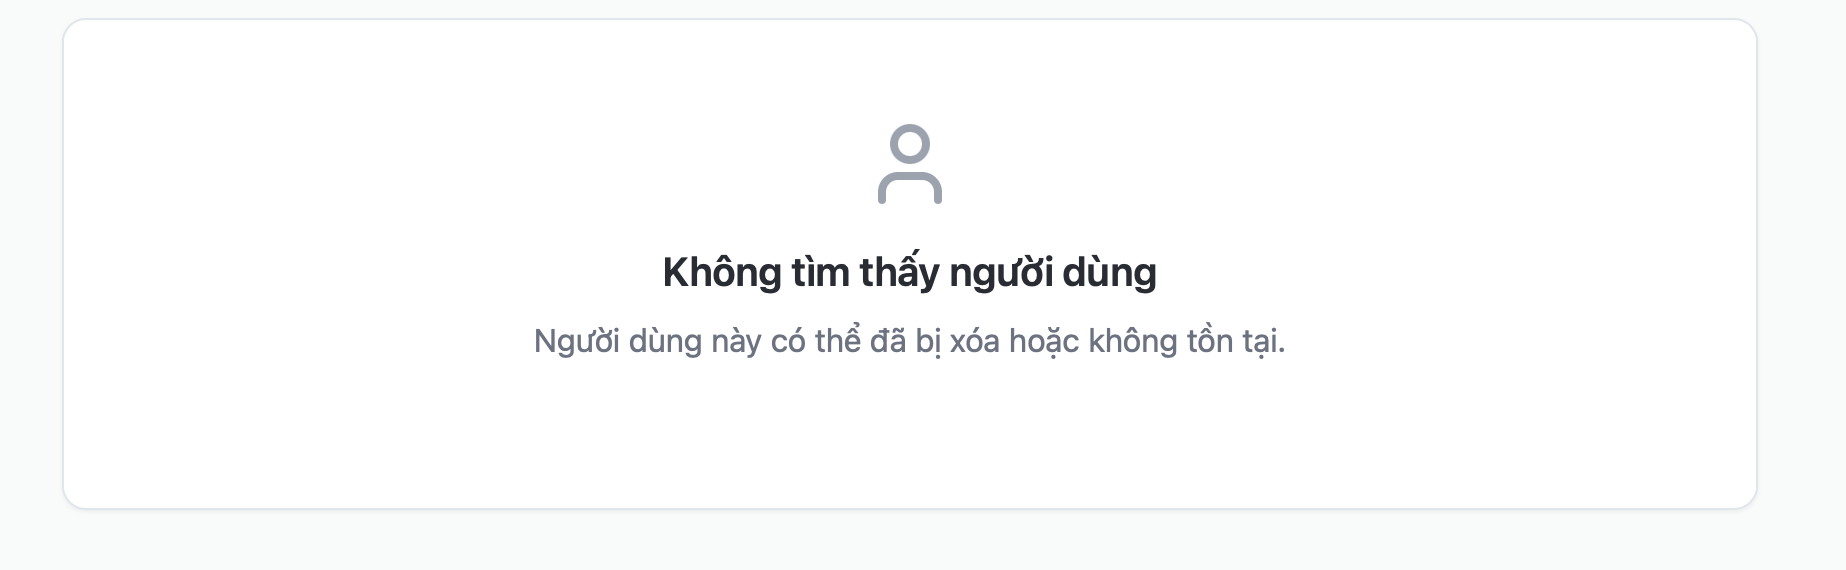 Không tìm thấy người dùng
Người dùng này có thể đã bị xóa hoặc không tồn tại.